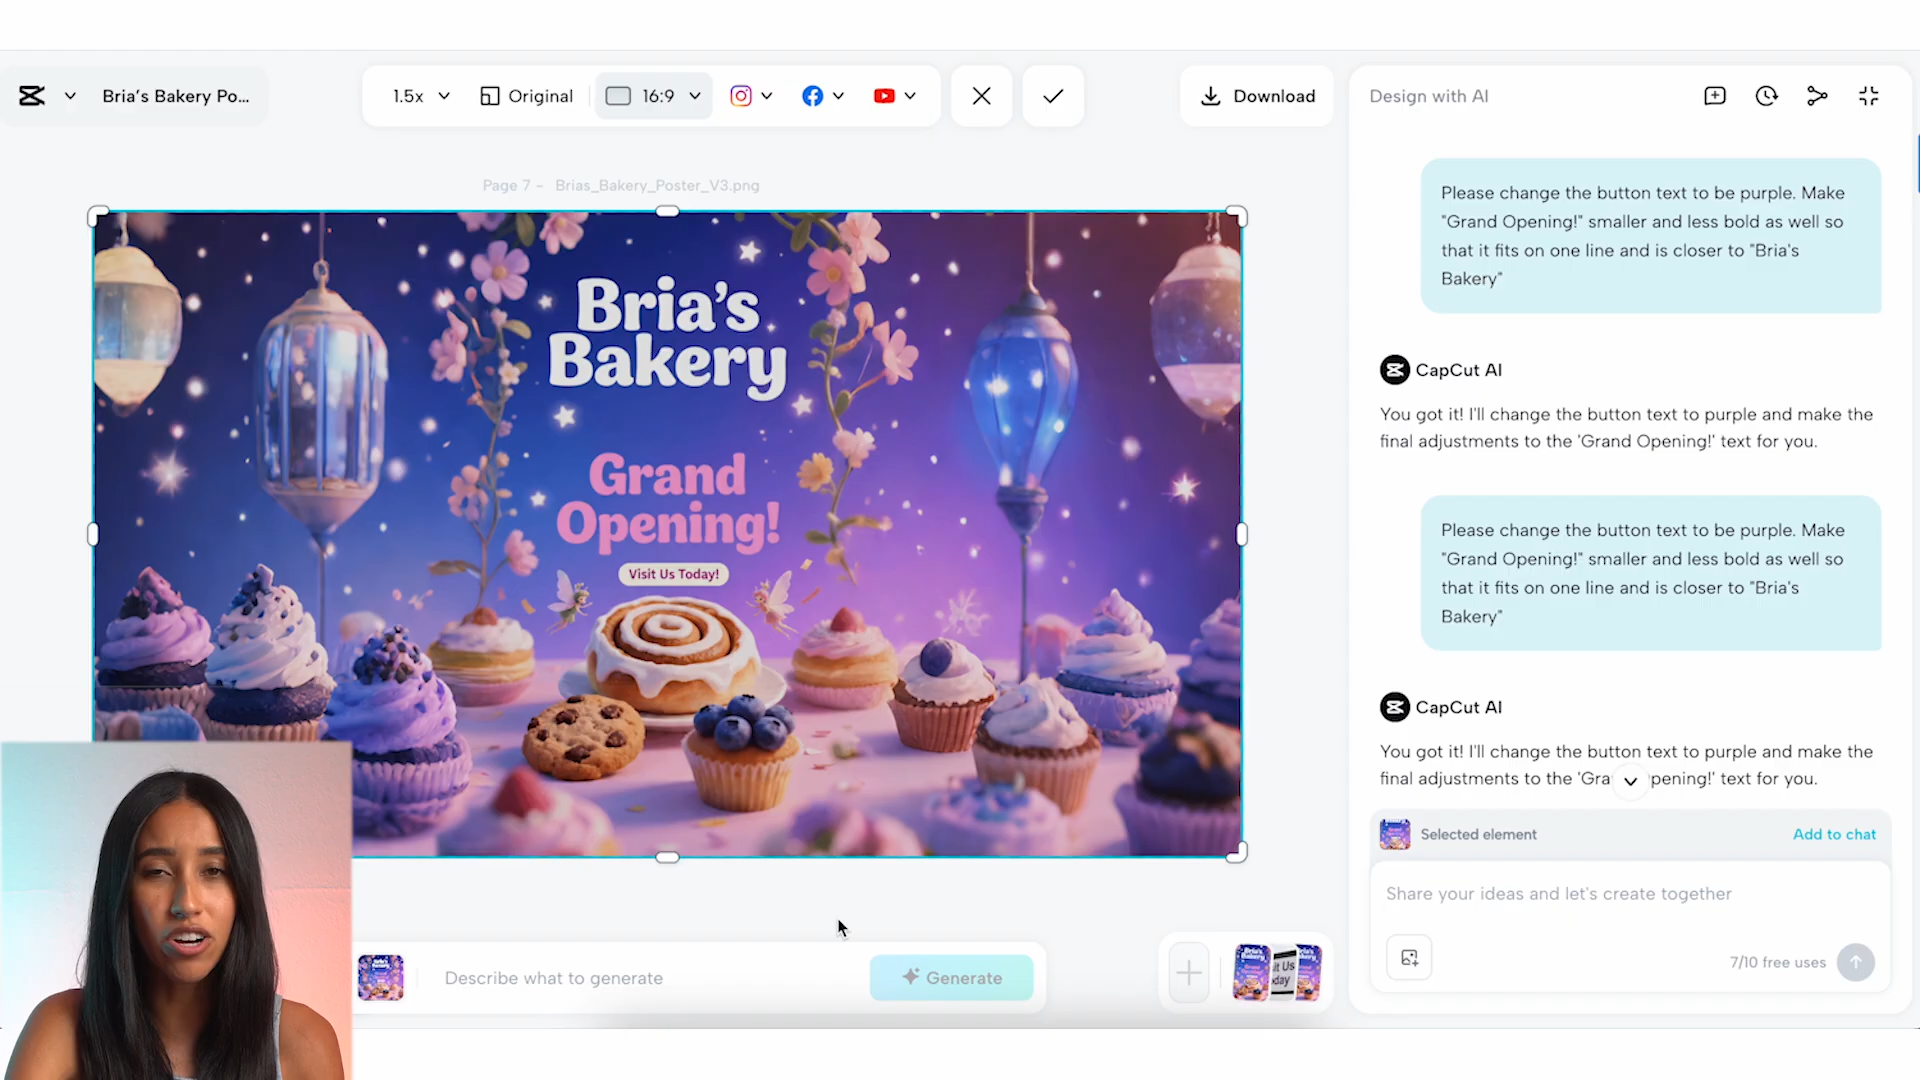 Bria's Bakery Po...
1.5x
Original
16:9
Download
Design with AI
Page 7 - Brias_Bakery_Poster_V3.png
Bria's
Bakery
Grand
Opening!
Visit Us Today!
Describe what to generate
Generate
Please change the button text to be purple. Make
"Grand Opening!" smaller and less bold as well so
that it fits on one line and is closer to "Bria's
Bakery"
CapCut AI
You got it! I'll change the button text to purple and make the
final adjustments to the 'Grand Opening!' text for you.
Please change the button text to be purple. Make
"Grand Opening!" smaller and less bold as well so
that it fits on one line and is closer to "Bria's
Bakery"
CapCut AI
You got it! I'll change the button text to purple and make the
final adjustments to the 'Gra pening!' text for you.
Selected element
Add to chat
Share your ideas and let's create together
7/10 free uses